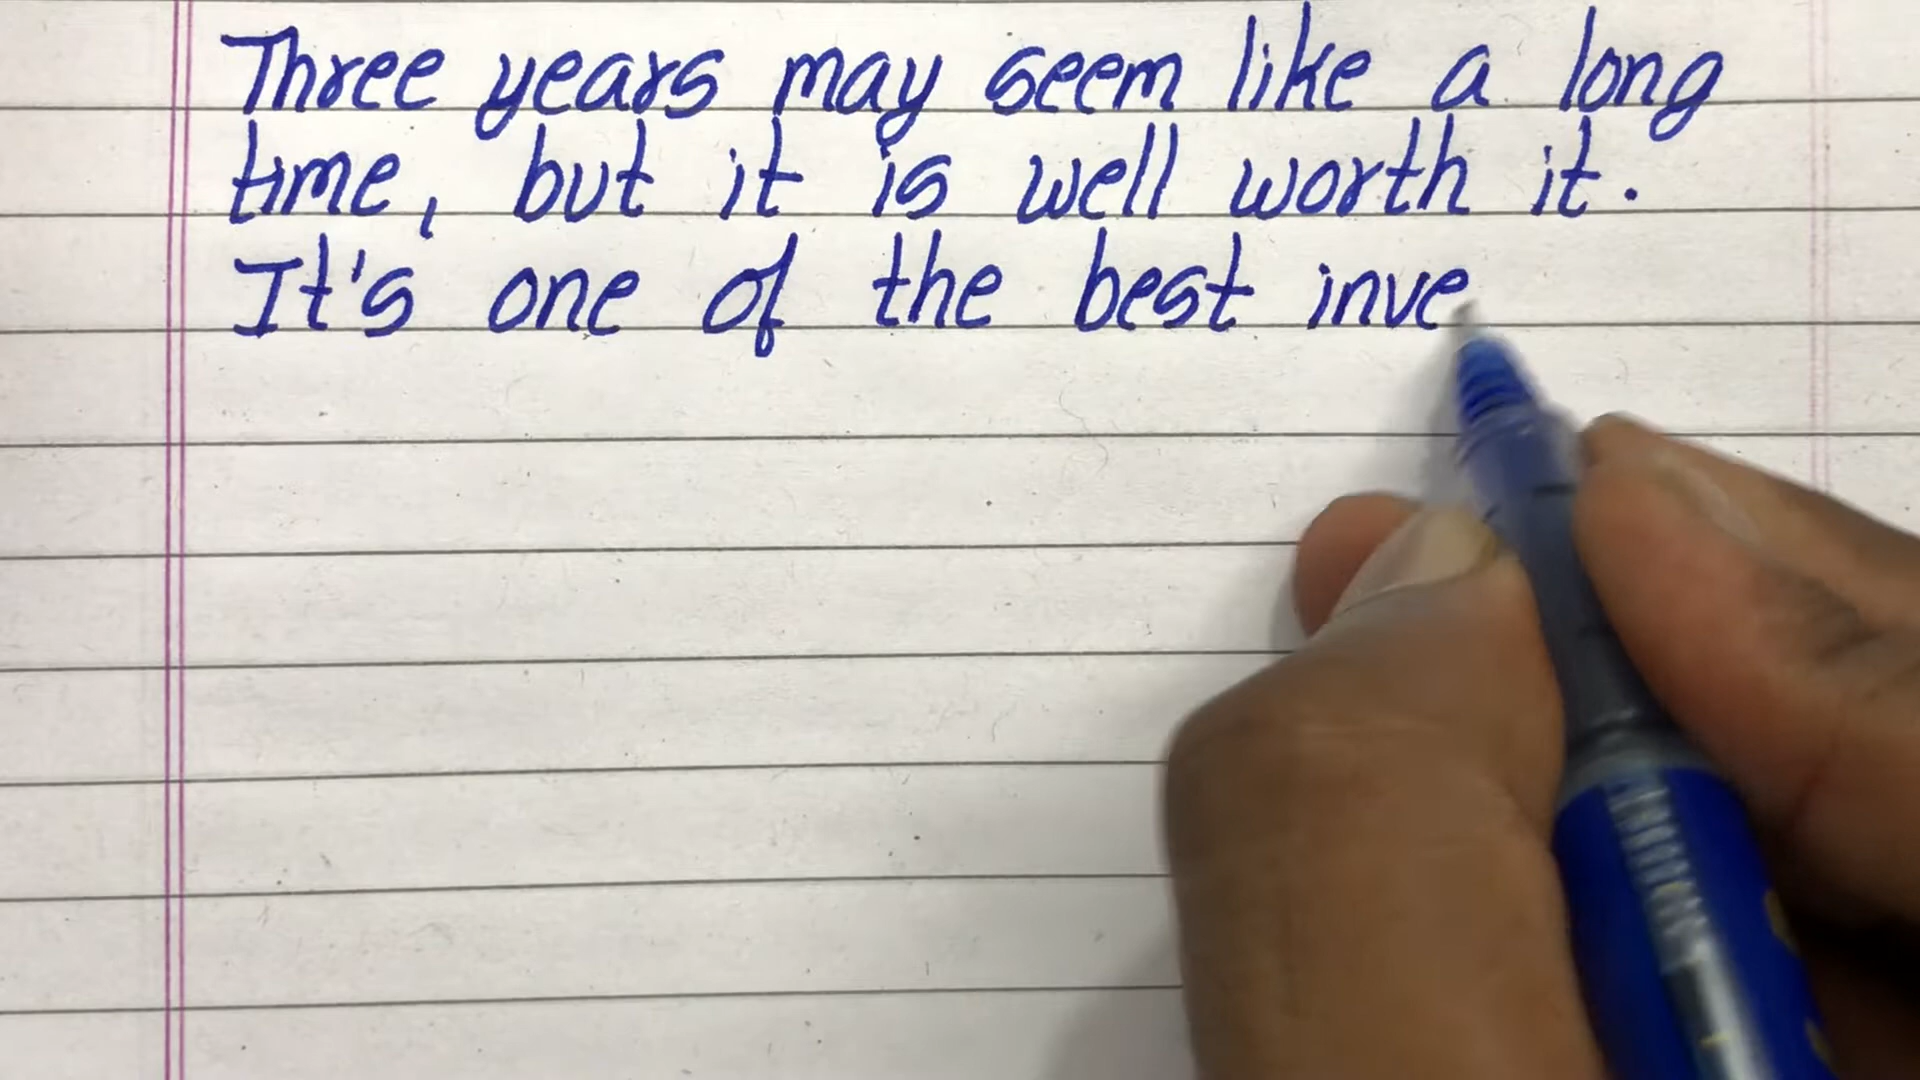 Three years may seem like a long
time, but it is well worth it.
It's one of the best inve